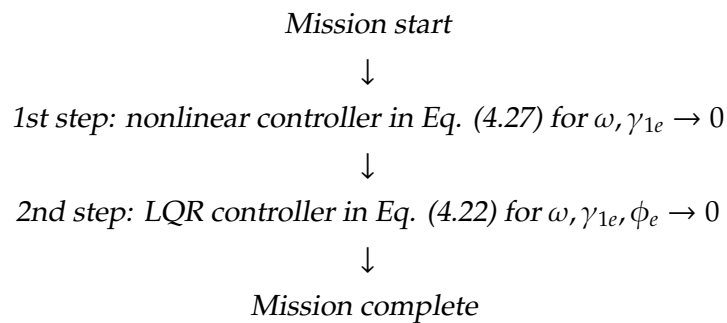 Mission start
↓
1st step: nonlinear controller in Eq. (4.27) for ω, γ₁ₑ → 0
↓
2nd step: LQR controller in Eq. (4.22) for ω, γ₁ₑ, ϕₑ → 0
↓
Mission complete